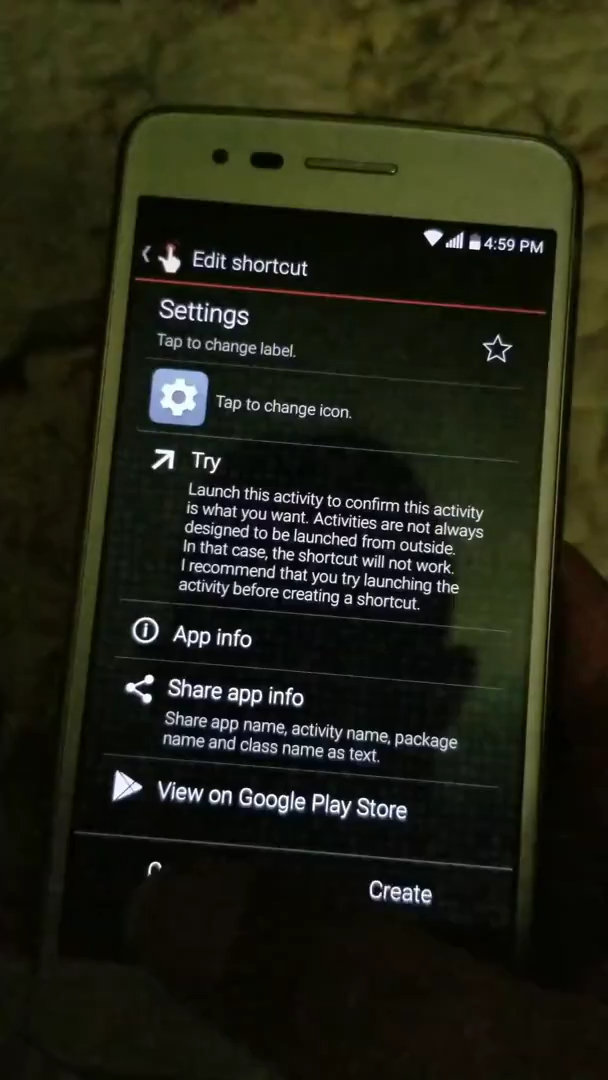 4:59 PM
Edit shortcut
Settings
Tap to change label.
Tap to change icon.
Try
Launch this activity to confirm this activity
is what you want. Activities are not always
designed to be launched from outside.
In that case, the shortcut will not work.
I recommend that you try launching the
activity before creating a shortcut.
App info
Share app info
Share app name, activity name, package
name and class name as text.
View on Google Play Store
Create